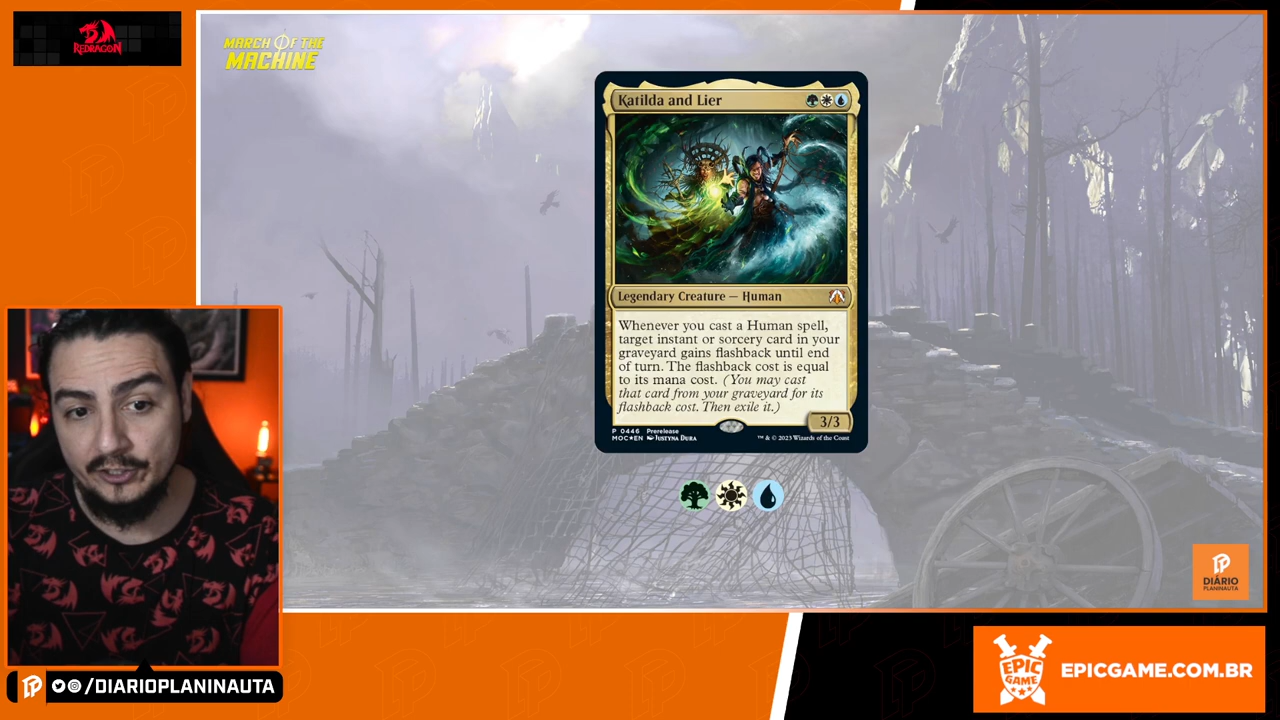 REDRAGON
MARCH OF THE
MACHINE
Katilda and Lier
Legendary Creature — Human
Whenever you cast a Human spell,
target instant or sorcery card in your
graveyard gains flashback until end
of turn. The flashback cost is equal
to its mana cost. (You may cast
that card from your graveyard for its
flashback cost. Then exile it.)
3/3
P 0446 Prerelease
MOC★EN Justyna Dura
™ & © 2023 Wizards of the Coast
DIÁRIO
PLANINAUTA
/DIARIOPLANINAUTA
EPIC
GAME
EPICGAME.COM.BR